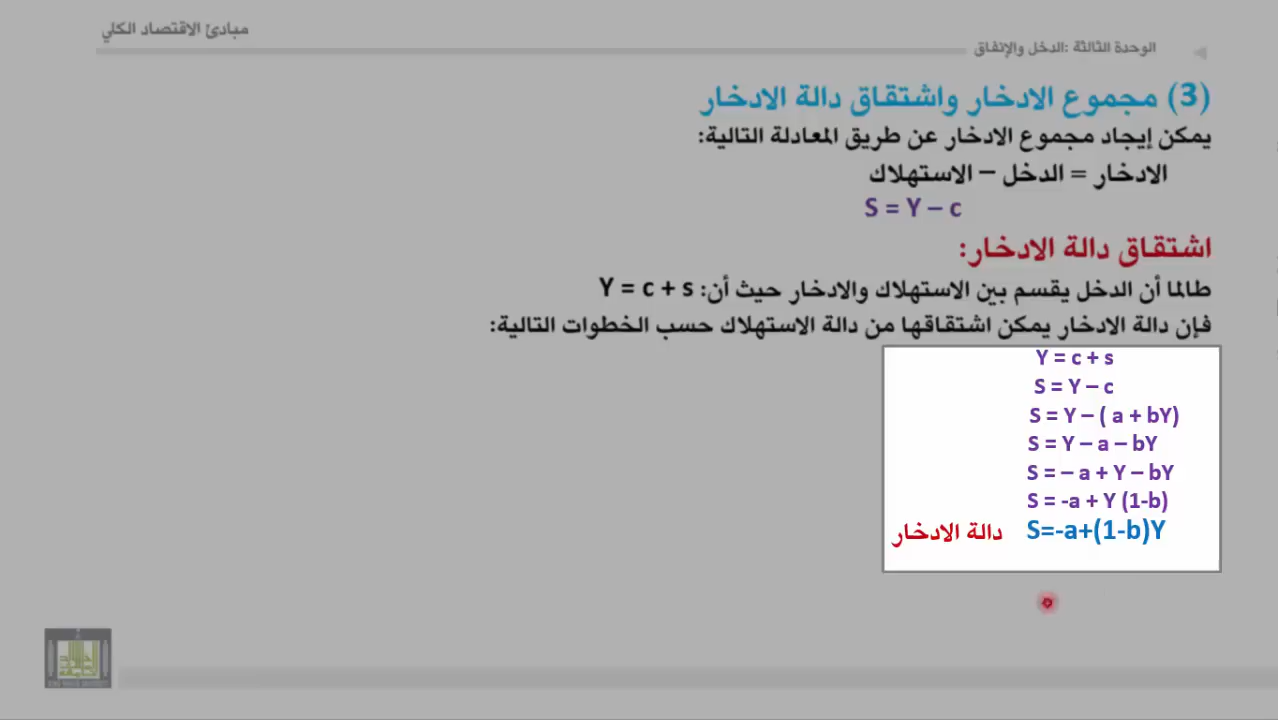 مبادئ الاقتصاد الكلي
الوحدة الثالثة :الدخل والإنفاق
(3) مجموع الادخار واشتقاق دالة الادخار
يمكن إيجاد مجموع الادخار عن طريق المعادلة التالية:
الادخار = الدخل – الاستهلاك
S = Y – c
اشتقاق دالة الادخار:
طالما أن الدخل يقسم بين الاستهلاك والادخار حيث أن: Y = c + s
فإن دالة الادخار يمكن اشتقاقها من دالة الاستهلاك حسب الخطوات التالية:
Y = c + s
S = Y – c
S = Y – ( a + bY)
S = Y – a – bY
S = – a + Y – bY
S = -a + Y (1-b)
S=-a+(1-b)Y دالة الادخار